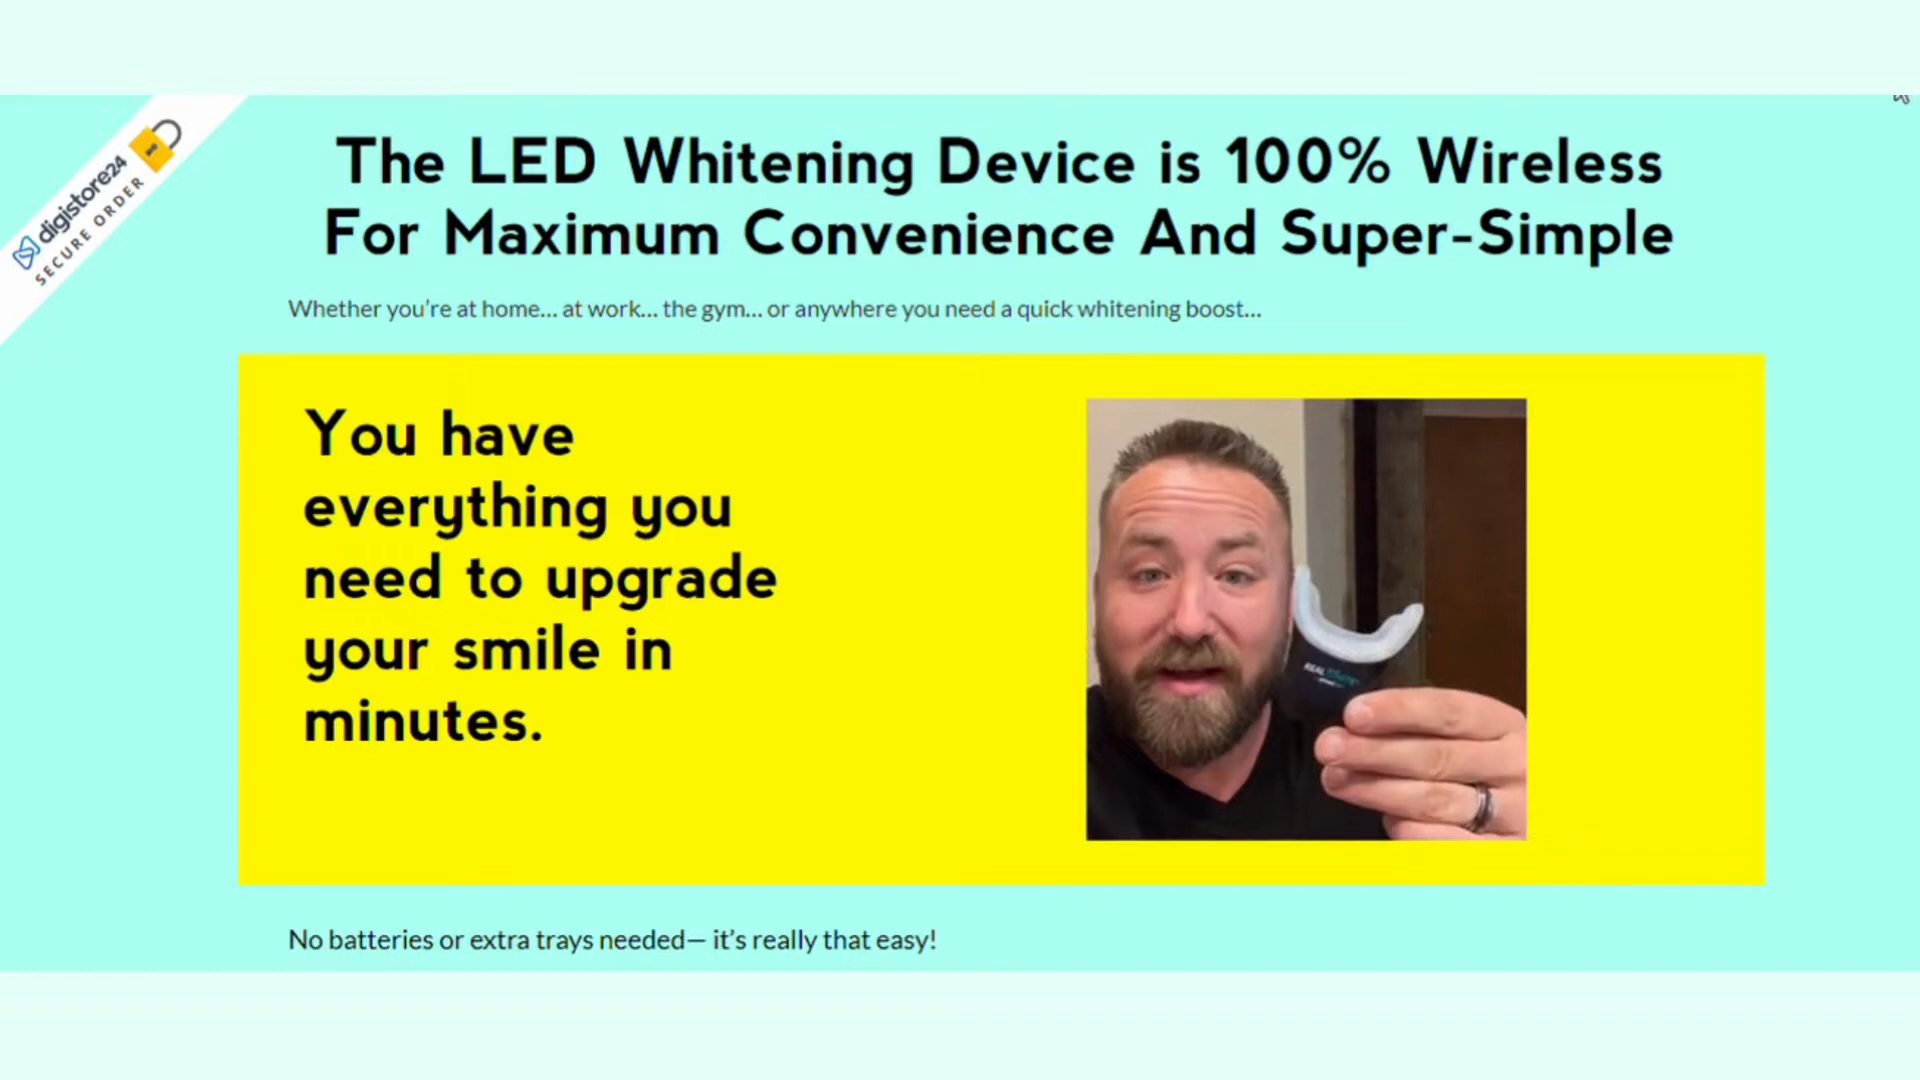 digistore24
SECURE ORDER
The LED Whitening Device is 100% Wireless
For Maximum Convenience And Super-Simple
Whether you’re at home... at work... the gym... or anywhere you need a quick whitening boost...
You have
everything you
need to upgrade
your smile in
minutes.
REAL
No batteries or extra trays needed— it’s really that easy!